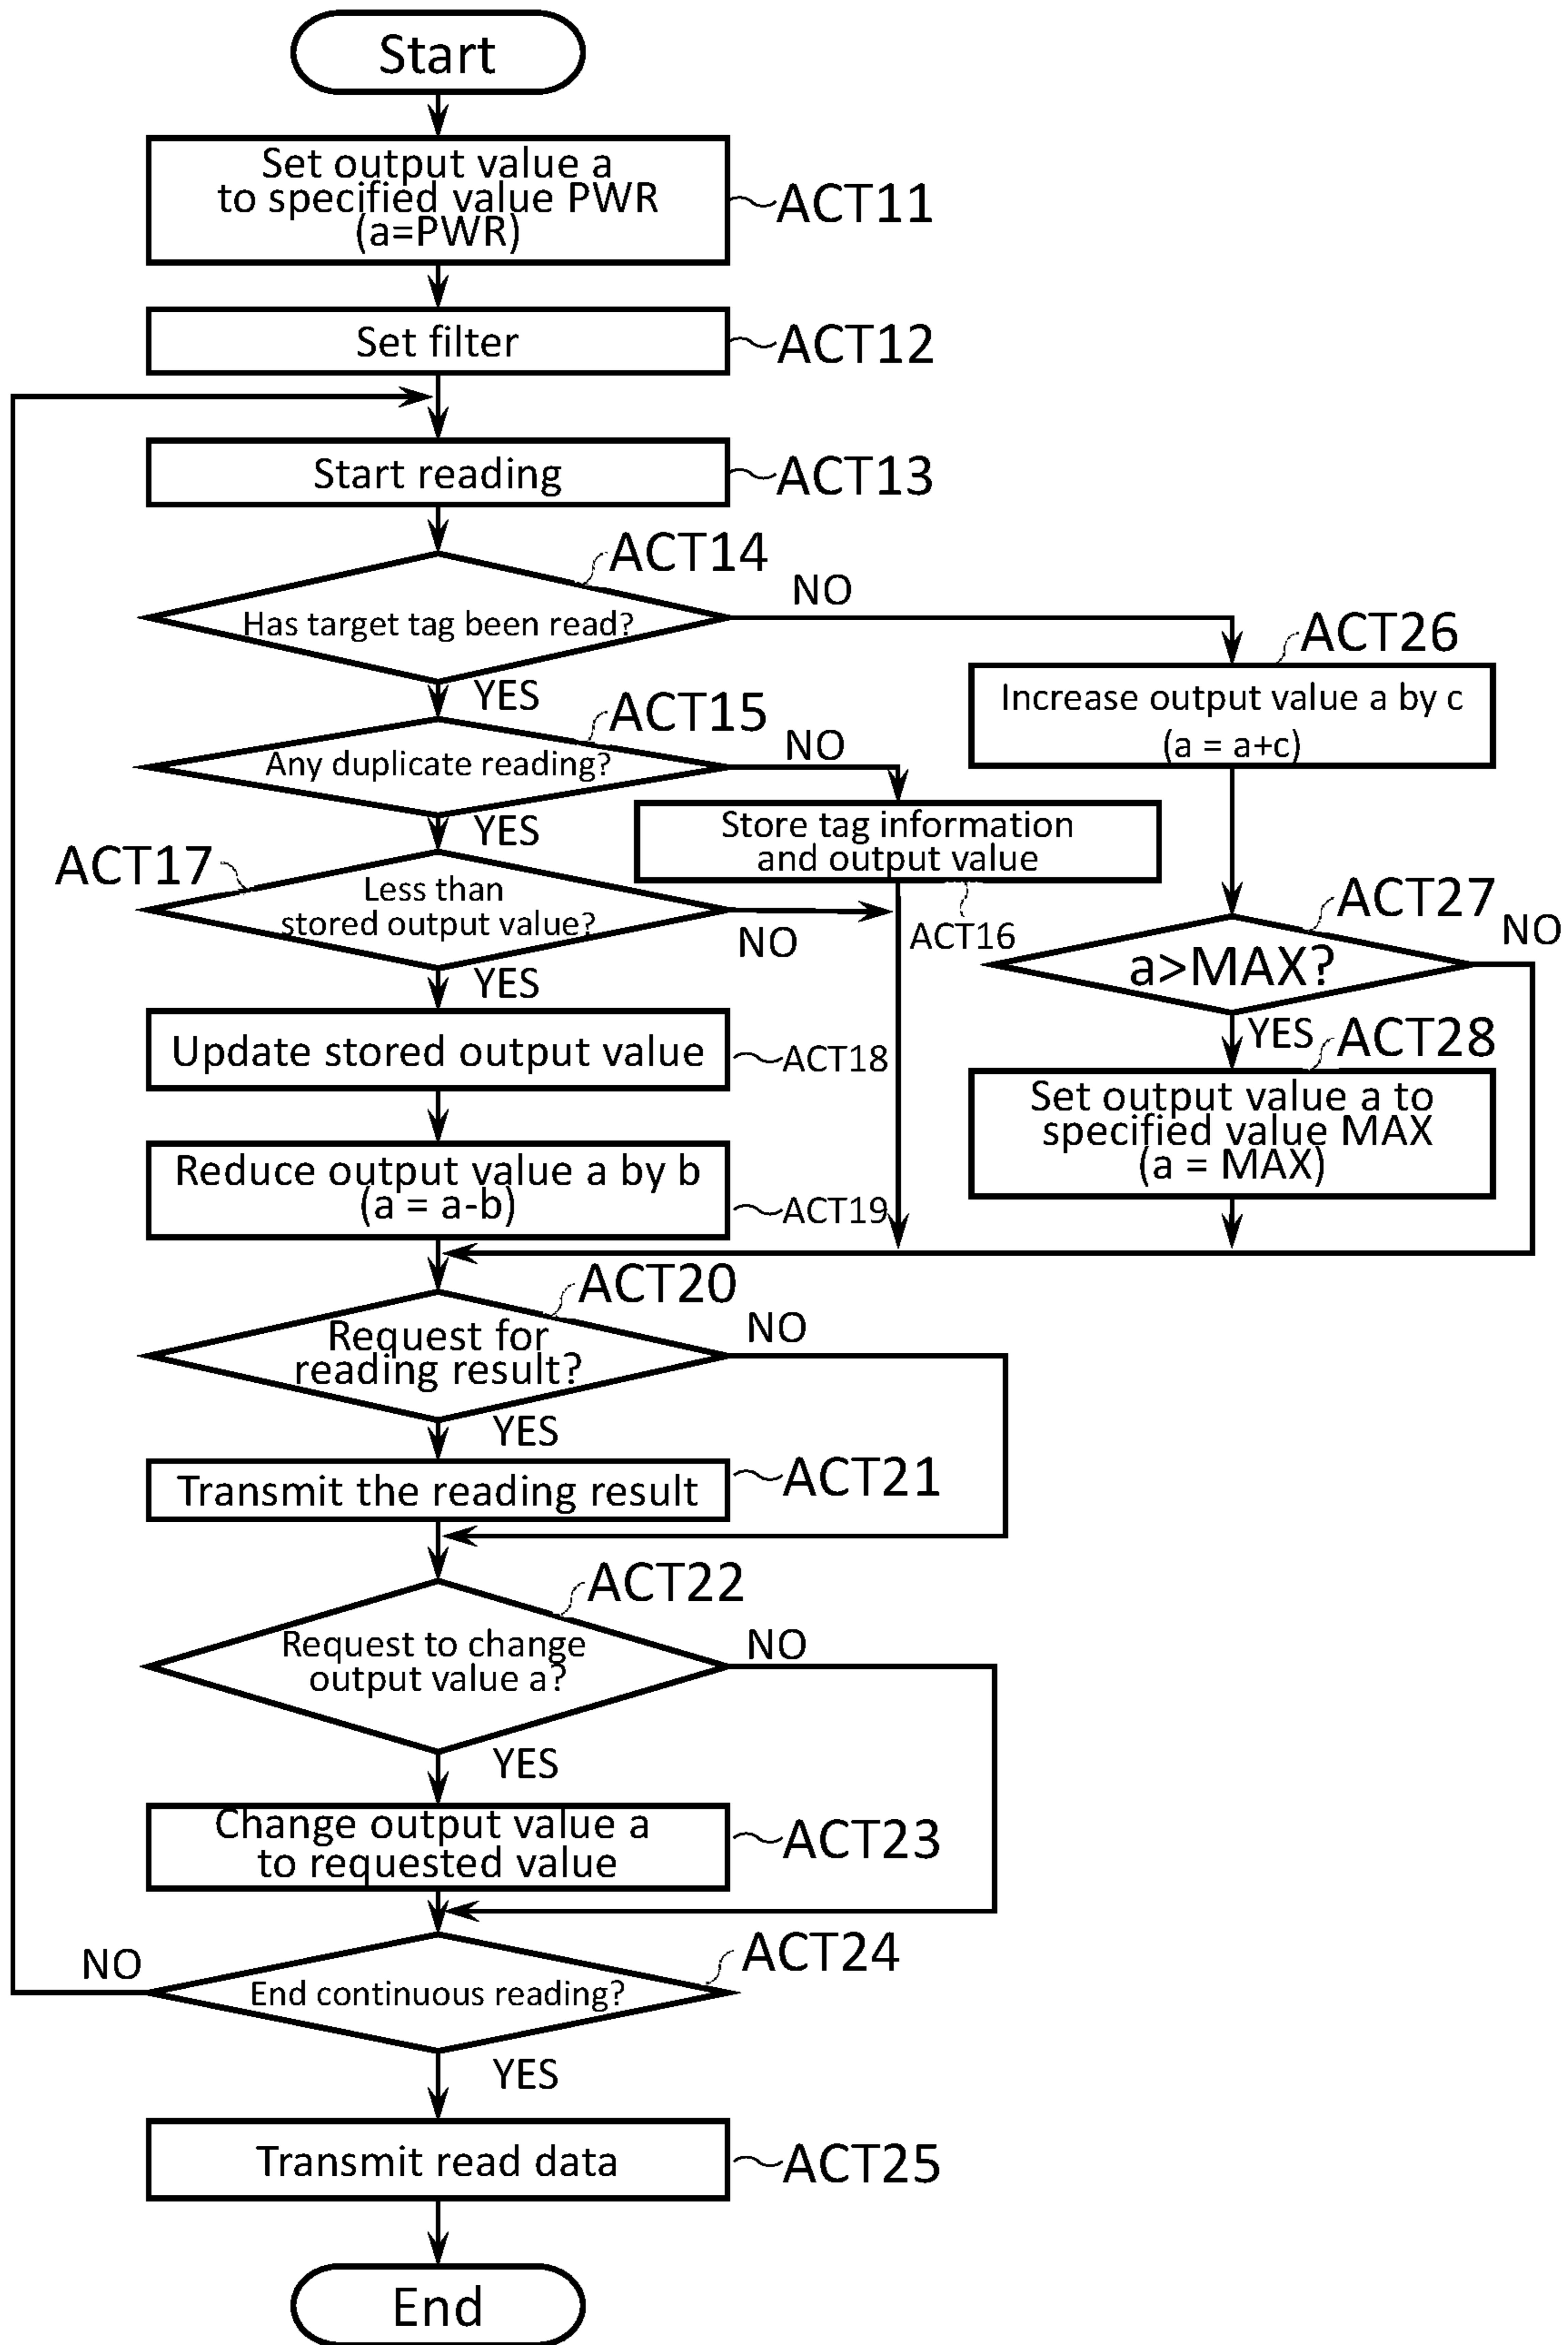 Start
Set output value a
to specified value PWR
(a=PWR)
ACT11
Set filter
ACT12
Start reading
ACT13
ACT14
Has target tag been read?
NO
YES
ACT26
Increase output value a by c
(a = a+c)
ACT15
Any duplicate reading?
NO
YES
Store tag information
and output value
ACT16
ACT17
Less than
stored output value?
NO
YES
ACT27
a>MAX?
NO
YES
ACT28
Set output value a to
specified value MAX
(a = MAX)
Update stored output value
ACT18
Reduce output value a by b
(a = a-b)
ACT19
ACT20
Request for
reading result?
NO
YES
Transmit the reading result
ACT21
ACT22
Request to change
output value a?
NO
YES
Change output value a
to requested value
ACT23
ACT24
End continuous reading?
NO
YES
Transmit read data
ACT25
End